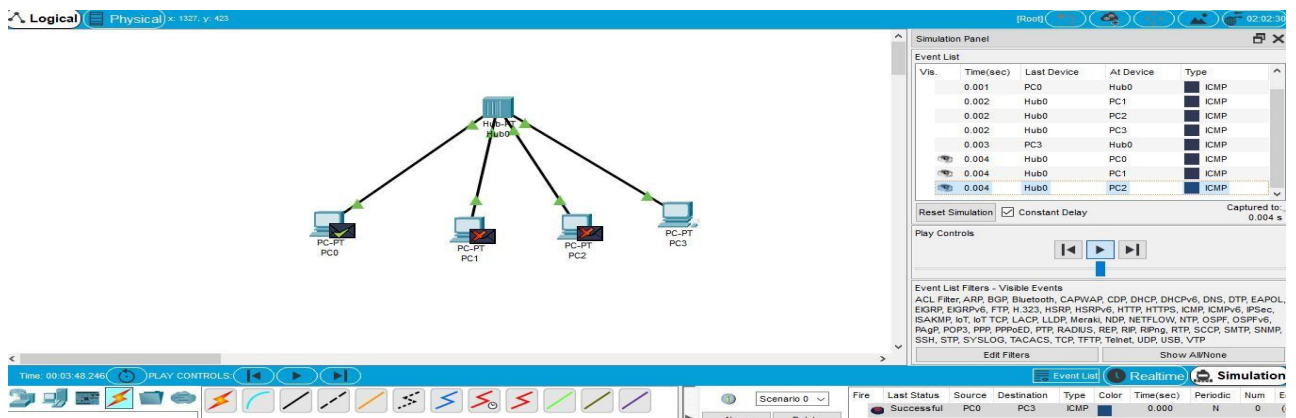 Logical Physical x: 1327, y: 423 [Root] 02:02:30
Simulation Panel
Event List
Vis. Time(sec) Last Device At Device Type
0.001 PC0 Hub0 ICMP
0.002 Hub0 PC1 ICMP
0.002 Hub0 PC2 ICMP
0.002 Hub0 PC3 ICMP
0.003 PC3 Hub0 ICMP
0.004 Hub0 PC0 ICMP
0.004 Hub0 PC1 ICMP
0.004 Hub0 PC2 ICMP
Reset Simulation Constant Delay Captured to:
0.004 s
Play Controls
Event List Filters - Visible Events
ACL Filter, ARP, BGP, Bluetooth, CAPWAP, CDP, DHCP, DHCPv6, DNS, DTP, EAPOL,
EIGRP, EIGRPv6, FTP, H.323, HSRP, HSRPv6, HTTP, HTTPS, ICMP, ICMPv6, IPSec,
ISAKMP, IoT, IoT TCP, LACP, LLDP, Meraki, NDP, NETFLOW, NTP, OSPF, OSPFv6,
PAgP, POP3, PPP, PPPoED, PTP, RADIUS, REP, RIP, RIPng, RTP, SCCP, SMTP, SNMP,
SSH, STP, SYSLOG, TACACS, TCP, TFTP, Telnet, UDP, USB, VTP
Edit Filters Show All/None
Hub-PT
Hub0
PC-PT
PC0
PC-PT
PC1
PC-PT
PC2
PC-PT
PC3
Time: 00:03:48.246 PLAY CONTROLS: Event List Realtime Simulation
Scenario 0
Fire Last Status Source Destination Type Color Time(sec) Periodic Num
Successful PC0 PC3 ICMP 0.000 N 0